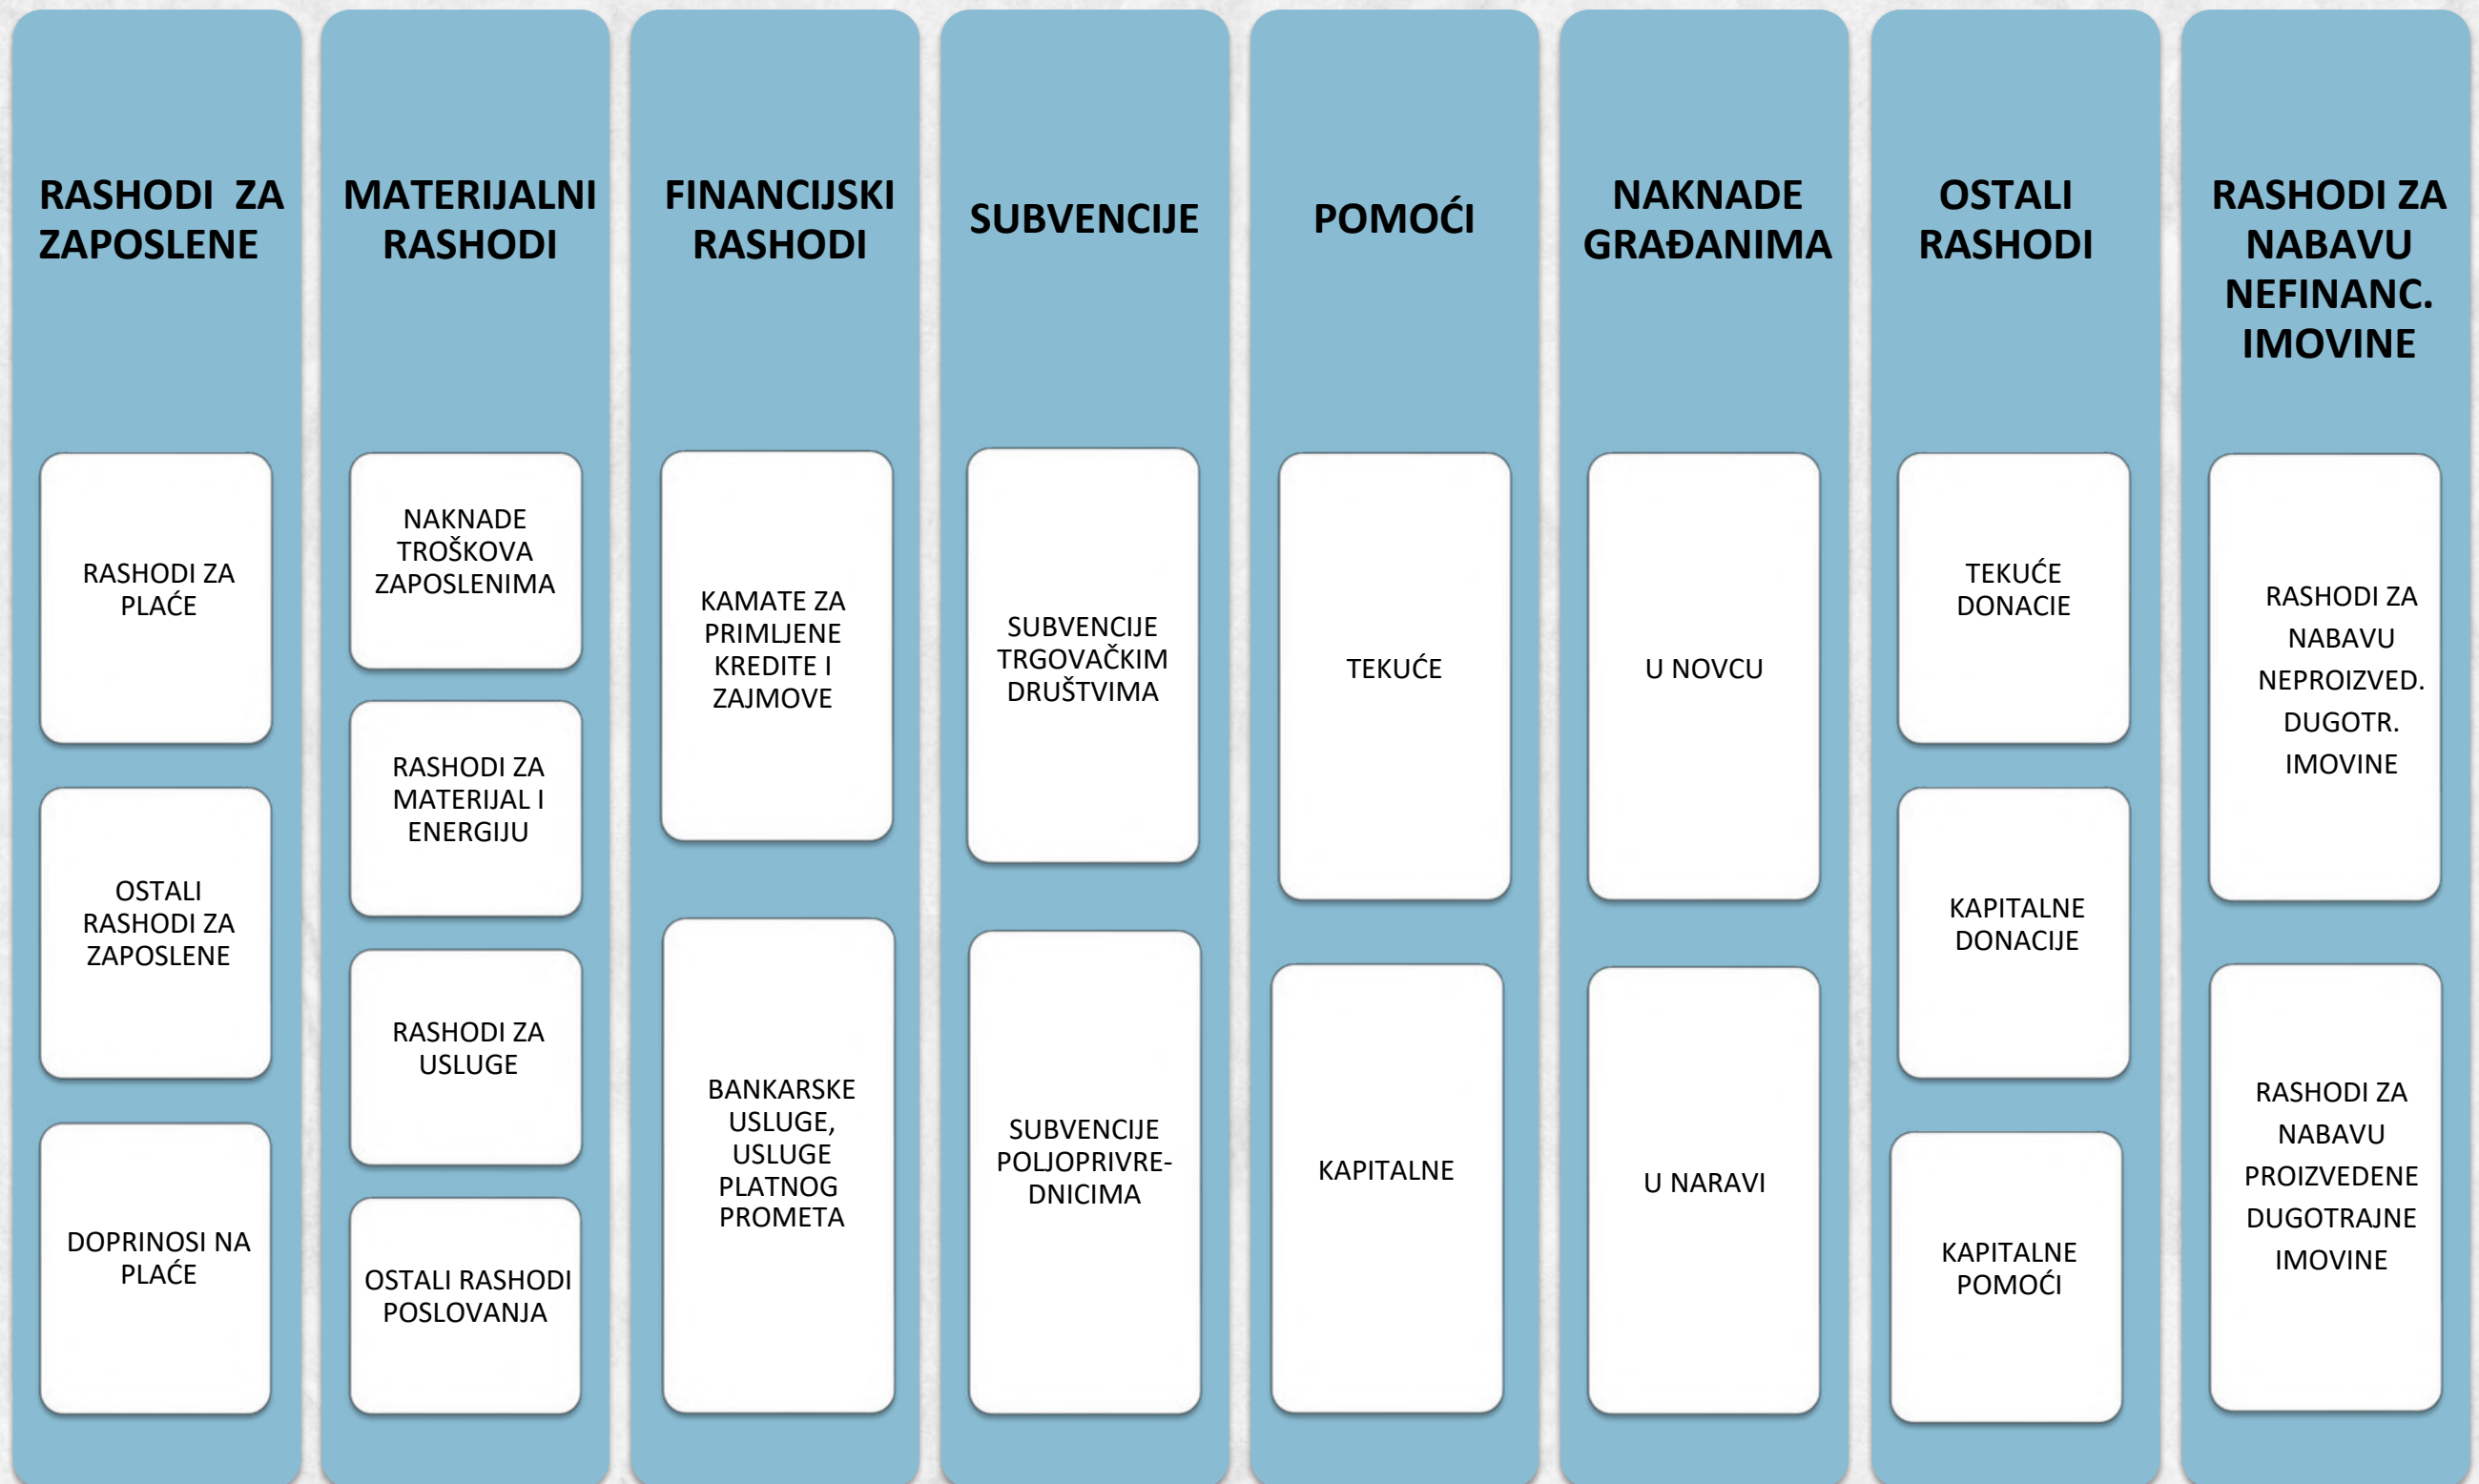 RASHODI ZA
ZAPOSLENE
RASHODI ZA
PLAĆE
OSTALI
RASHODI ZA
ZAPOSLENE
DOPRINOSI NA
PLAĆE
MATERIJALNI
RASHODI
NAKNADE
TROŠKOVA
ZAPOSLENIMA
RASHODI ZA
MATERIJAL I
ENERGIJU
RASHODI ZA
USLUGE
OSTALI RASHODI
POSLOVANJA
FINANCIJSKI
RASHODI
KAMATE ZA
PRIMLJENE
KREDITE I
ZAJMOVE
BANKARSKE
USLUGE,
USLUGE
PLATNOG
PROMETA
SUBVENCIJE
SUBVENCIJE
TRGOVAČKIM
DRUŠTVIMA
SUBVENCIJE
POLJOPRIVRE-
DNICIMA
POMOĆI
TEKUĆE
KAPITALNE
NAKNADE
GRAĐANIMA
U NOVCU
U NARAVI
OSTALI
RASHODI
TEKUĆE
DONACIE
KAPITALNE
DONACIJE
KAPITALNE
POMOĆI
RASHODI ZA
NABAVU
NEFINANC.
IMOVINE
RASHODI ZA
NABAVU
NEPROIZVED.
DUGOTR.
IMOVINE
RASHODI ZA
NABAVU
PROIZVEDENE
DUGOTRAJNE
IMOVINE